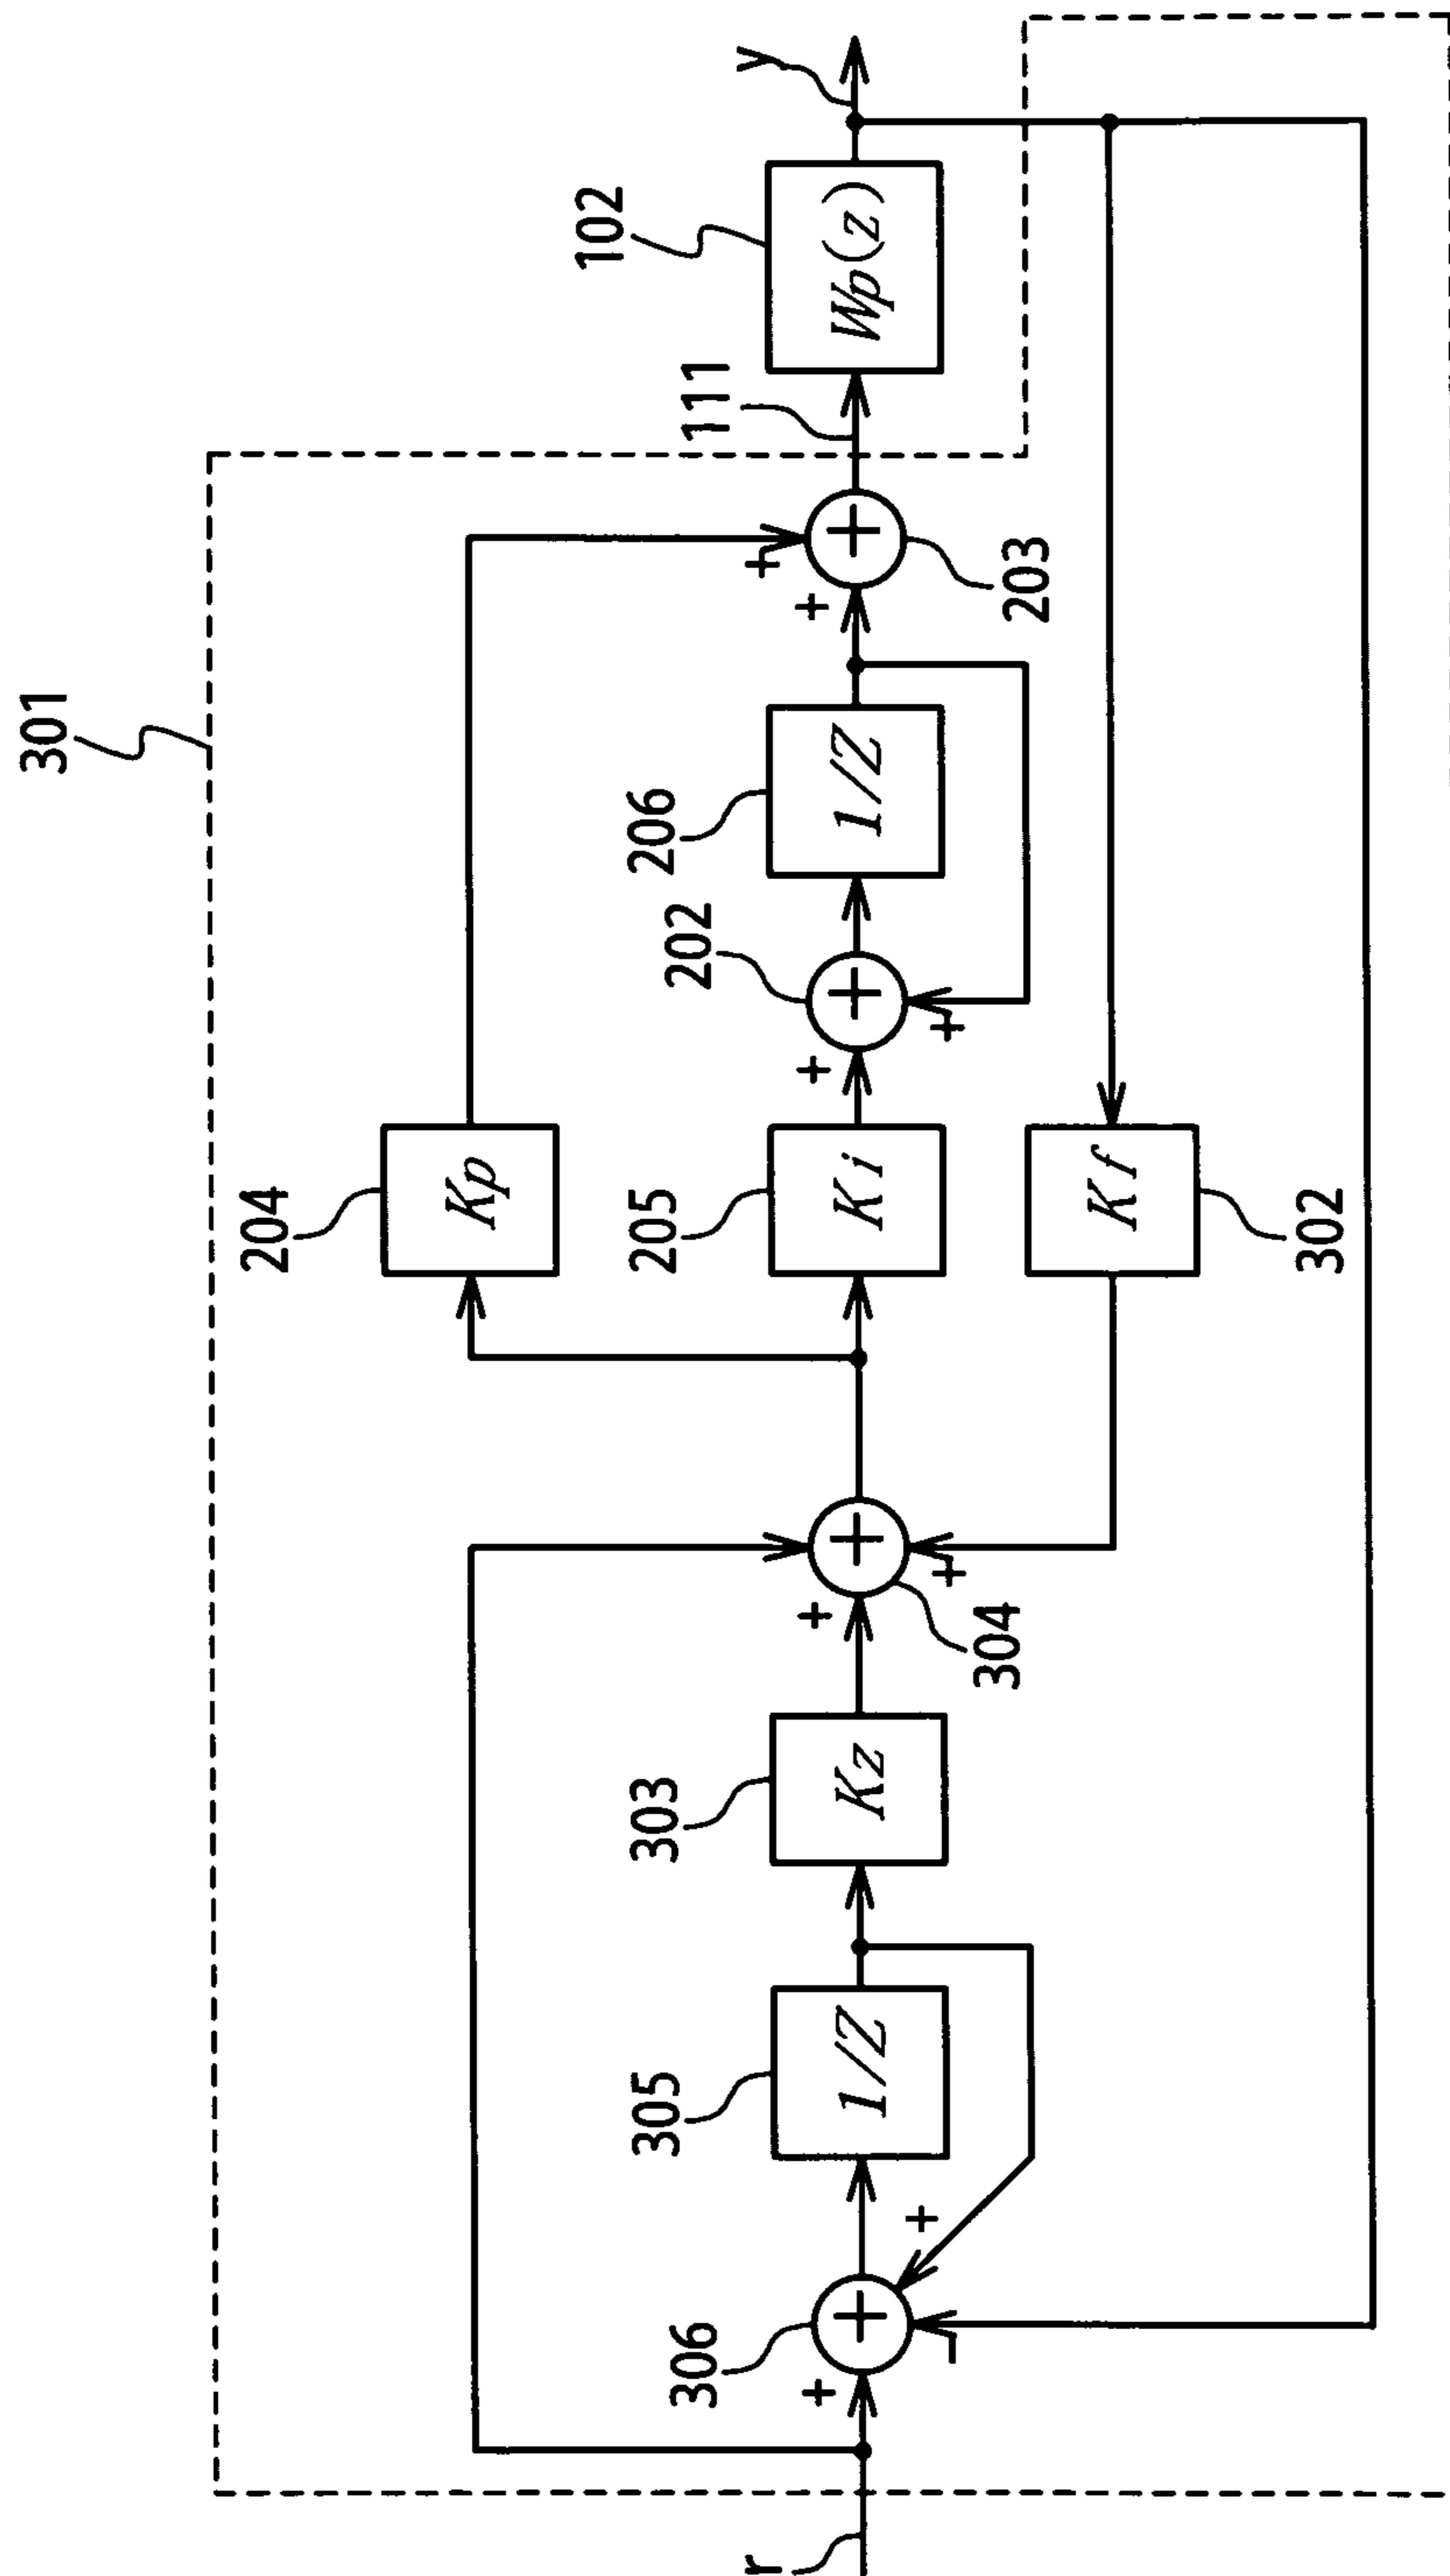 301
204
Kp
r
306
+
+
−
+
305
1/Z
303
Kz
304
+
+
+
205
Ki
202
+
+
+
206
1/Z
203
+
+
+
111
102
Wp(z)
y
302
Kf